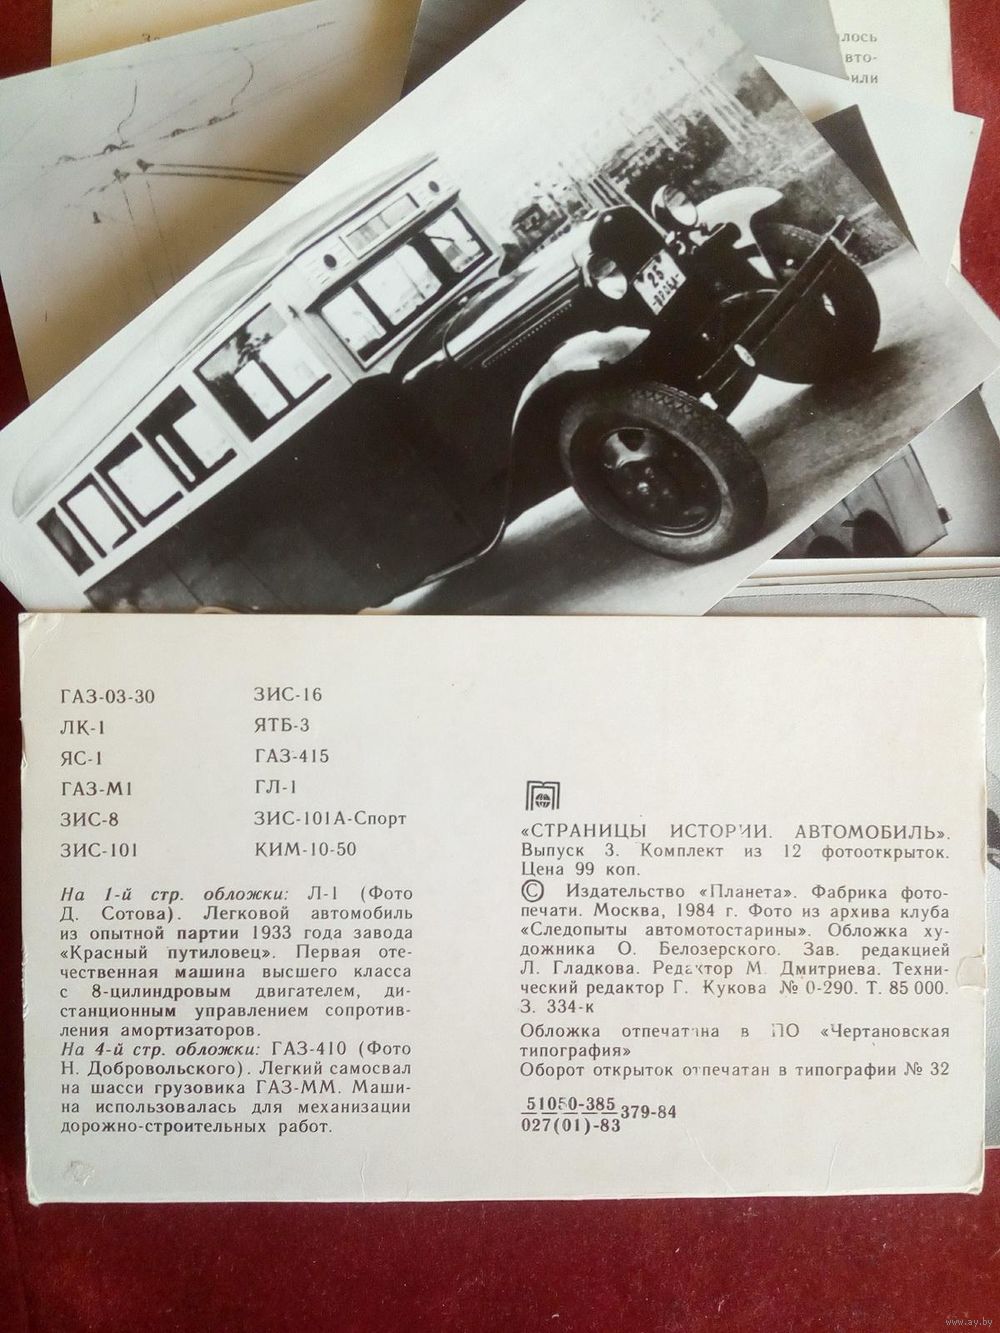 лось
вто-
или
25
ГАЗ-03-30
ЛК-1
ЯС-1
ГАЗ-М1
ЗИС-8
ЗИС-101
ЗИС-16
ЯТБ-3
ГАЗ-415
ГЛ-1
ЗИС-101А-Спорт
КИМ-10-50
На 1-й стр. обложки: Л-1 (Фото
Д. Сотова). Легковой автомобиль
из опытной партии 1933 года завода
«Красный путиловец». Первая оте-
чественная машина высшего класса
с 8-цилиндровым двигателем, ди-
станционным управлением сопротив-
ления амортизаторов.
На 4-й стр. обложки: ГАЗ-410 (Фото
Н. Добровольского). Легкий самосвал
на шасси грузовика ГАЗ-ММ. Маши-
на использовалась для механизации
дорожно-строительных работ.
«СТРАНИЦЫ ИСТОРИИ. АВТОМОБИЛЬ».
Выпуск 3. Комплект из 12 фотооткрыток.
Цена 99 коп.
© Издательство «Планета». Фабрика фото-
печати. Москва, 1984 г. Фото из архива клуба
«Следопыты автомотостарины». Обложка ху-
дожника О. Белозерского. Зав. редакцией
Л. Гладкова. Редактор М. Дмитриева. Техни-
ческий редактор Г. Кукова № 0-290. Т. 85 000.
З. 334-к
Обложка отпечатана в ПО «Чертановская
типография»
Оборот открыток отпечатан в типографии № 32
51050-385
027(01)-83
379-84
www.ay.by